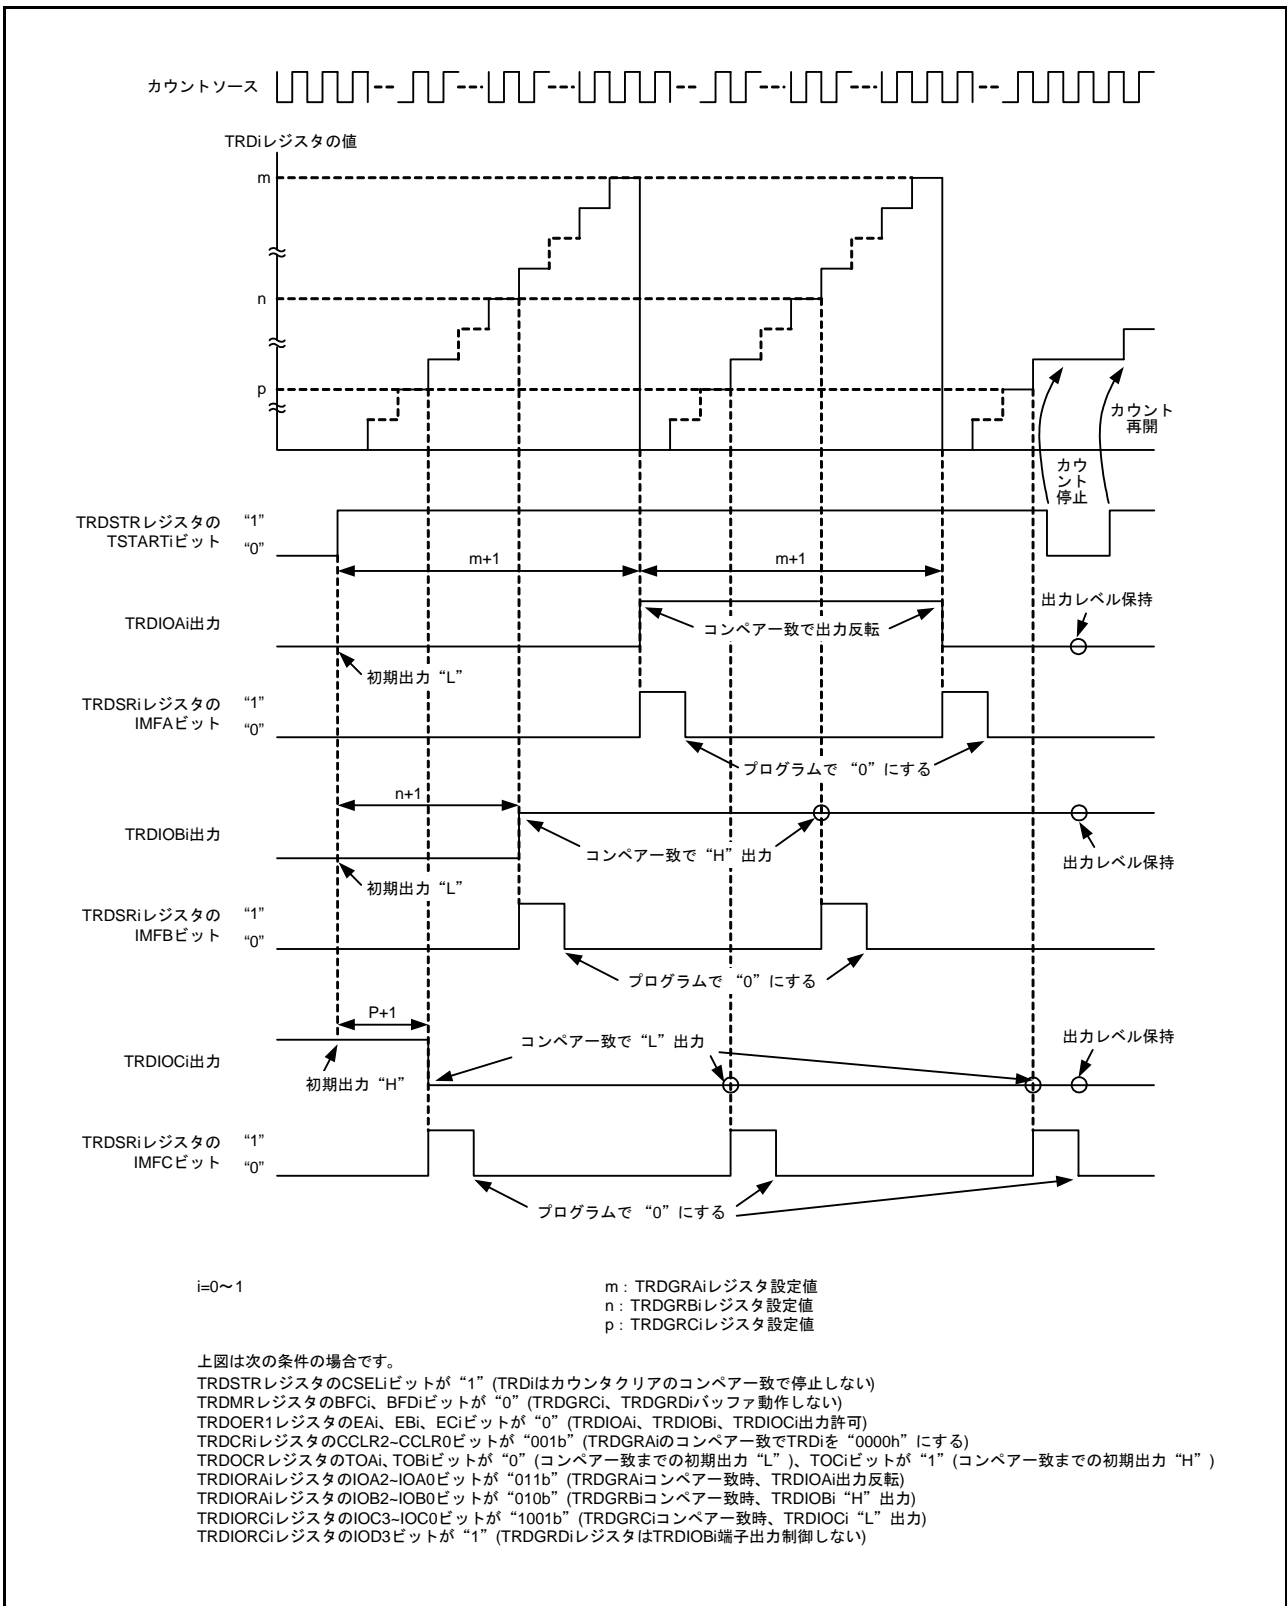 カウントソース
TRDiレジスタの値
m
n
p
カウント
再開
カウ
ント
停止
TRDSTRレジスタの
TSTARTiビット
“1”
“0”
m+1
m+1
TRDIOAi出力
コンペア一致で出力反転
出力レベル保持
初期出力“L”
TRDSRiレジスタの
IMFAビット
“1”
“0”
プログラムで “0”にする
n+1
TRDIOBi出力
コンペア一致で“H”出力
出力レベル保持
初期出力“L”
TRDSRiレジスタの
IMFBビット
“1”
“0”
プログラムで “0”にする
P+1
TRDIOCi出力
コンペア一致で“L”出力
出力レベル保持
初期出力“H”
TRDSRiレジスタの
IMFCビット
“1”
“0”
プログラムで “0”にする
i=0～1
m : TRDGRAiレジスタ設定値
n : TRDGRBiレジスタ設定値
p : TRDGRCiレジスタ設定値
上図は次の条件の場合です。
TRDSTRレジスタのCSELiビットが“1”(TRDiはカウンタクリアのコンペア一致で停止しない)
TRDMRレジスタのBFCi、BFDiビットが“0”(TRDGRCi、TRDGRDiバッファ動作しない)
TRDOER1レジスタのEAi、EBi、ECiビットが“0”(TRDIOAi、TRDIOBi、TRDIOCi出力許可)
TRDCRiレジスタのCCLR2~CCLR0ビットが“001b”(TRDGRAiのコンペア一致でTRDiを“0000h”にする)
TRDOCRレジスタのTOAi、TOBiビットが“0”(コンペア一致までの初期出力“L”)、TOCiビットが“1”(コンペア一致までの初期出力“H”)
TRDIORAiレジスタのIOA2~IOA0ビットが“011b”(TRDGRAiコンペア一致時、TRDIOAi出力反転)
TRDIORAiレジスタのIOB2~IOB0ビットが“010b”(TRDGRBiコンペア一致時、TRDIOBi“H”出力)
TRDIORCiレジスタのIOC3~IOC0ビットが“1001b”(TRDGRCiコンペア一致時、TRDIOCi“L”出力)
TRDIORCiレジスタのIOD3ビットが“1”(TRDGRDiレジスタはTRDIOBi端子出力制御しない)